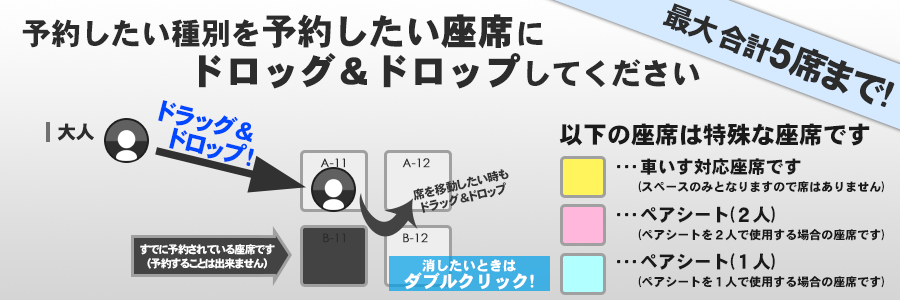 予約したい種別を予約したい座席に
ドロッグ＆ドロップしてください
最大 合計5席まで!
大人
ドラッグ＆
ドロップ!
A-11
A-12
席を移動したい時も
ドラッグ＆ドロップ
B-11
B-12
すでに予約されている座席です
(予約することは出来ません)
消したいときは
ダブルクリック!
以下の座席は特殊な座席です
･･･車いす対応座席です
(スペースのみとなりますので席はありません)
･･･ペアシート(２人)
(ペアシートを２人で使用する場合の座席です)
･･･ペアシート(１人)
(ペアシートを１人で使用する場合の座席です)